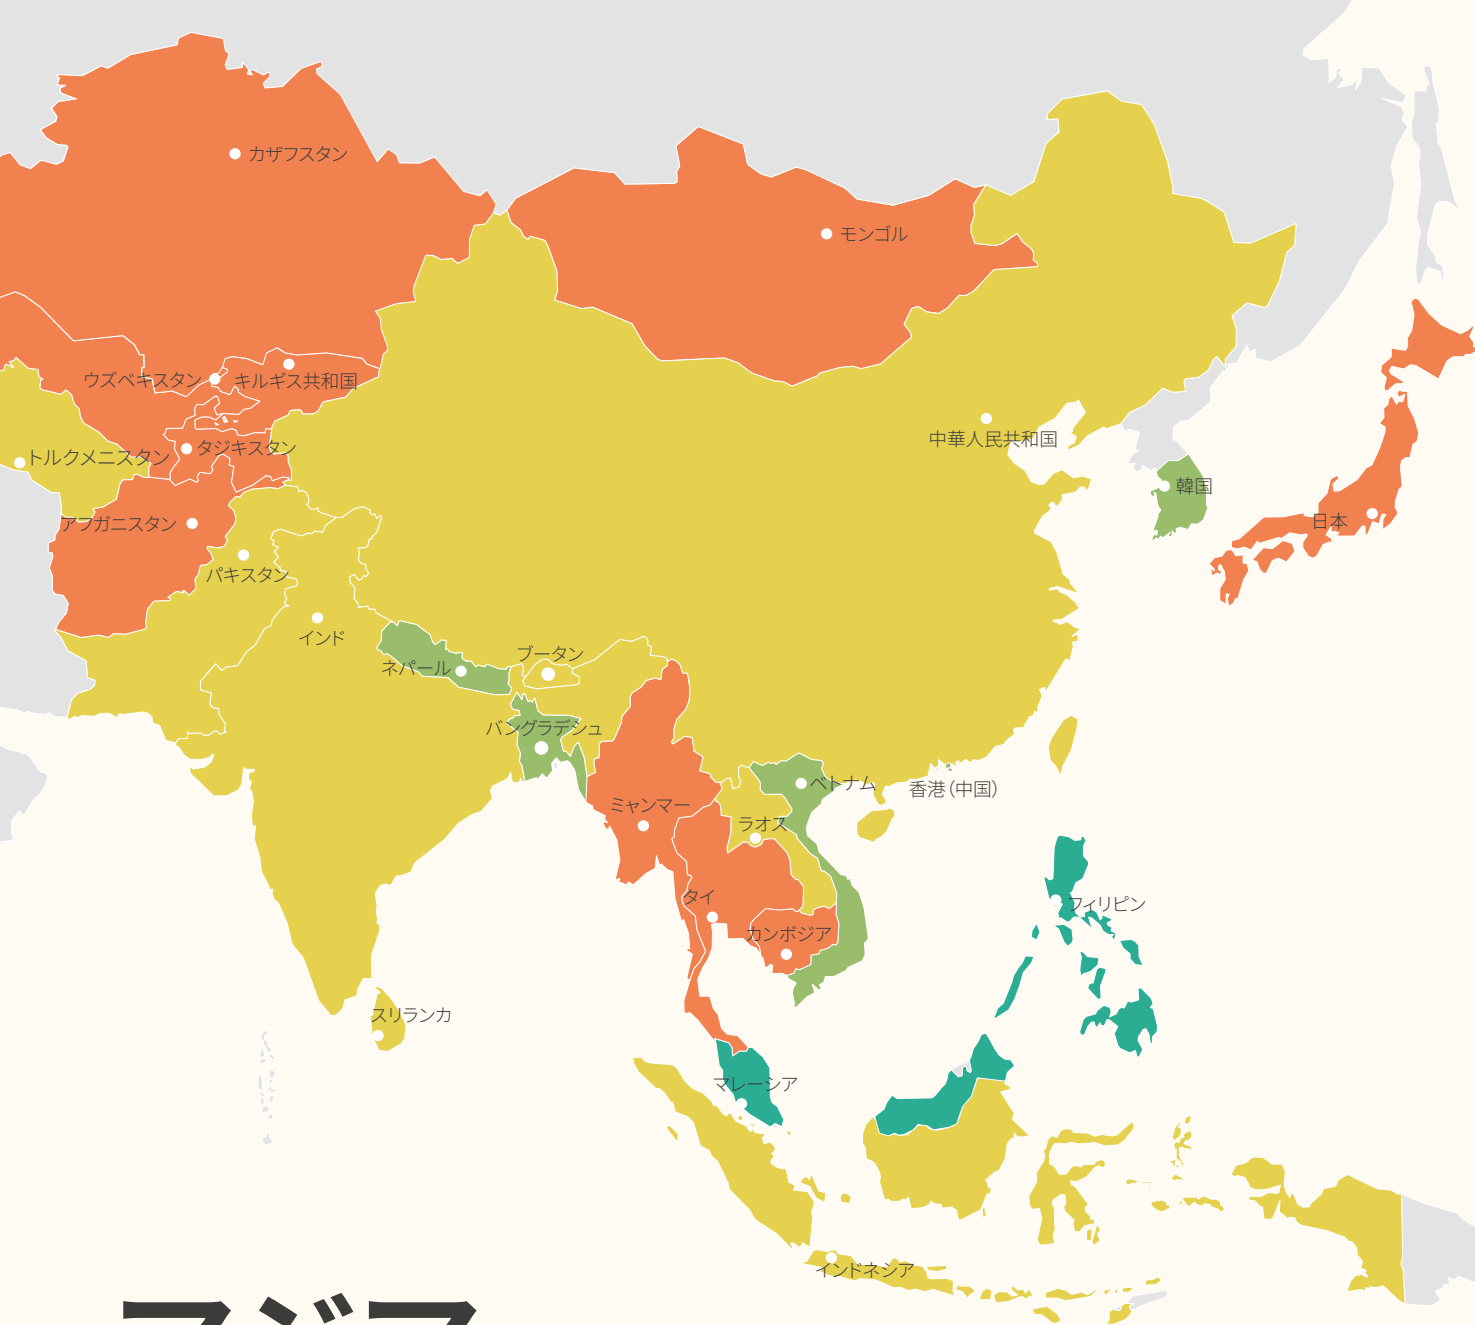 カザフスタン
モンゴル
ウズベキスタン
キルギス共和国
中華人民共和国
トルクメニスタン
タジキスタン
韓国
アフガニスタン
日本
パキスタン
インド
ネパール
ブータン
バングラデシュ
ベトナム
香港(中国)
ミャンマー
ラオス
タイ
フィリピン
カンボジア
スリランカ
マレーシア
インドネシア
アジア